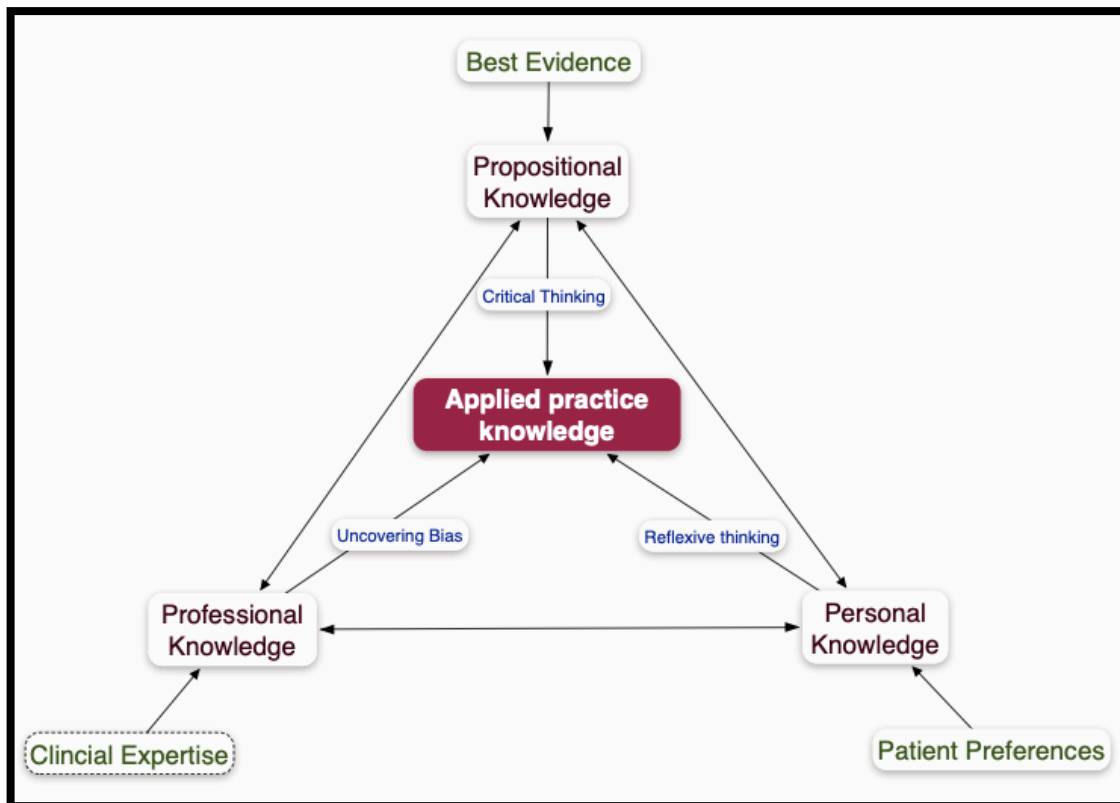 Best Evidence
Propositional
Knowledge
Critical Thinking
Applied practice
knowledge
Uncovering Bias
Reflexive thinking
Professional
Knowledge
Personal
Knowledge
Clincial Expertise
Patient Preferences